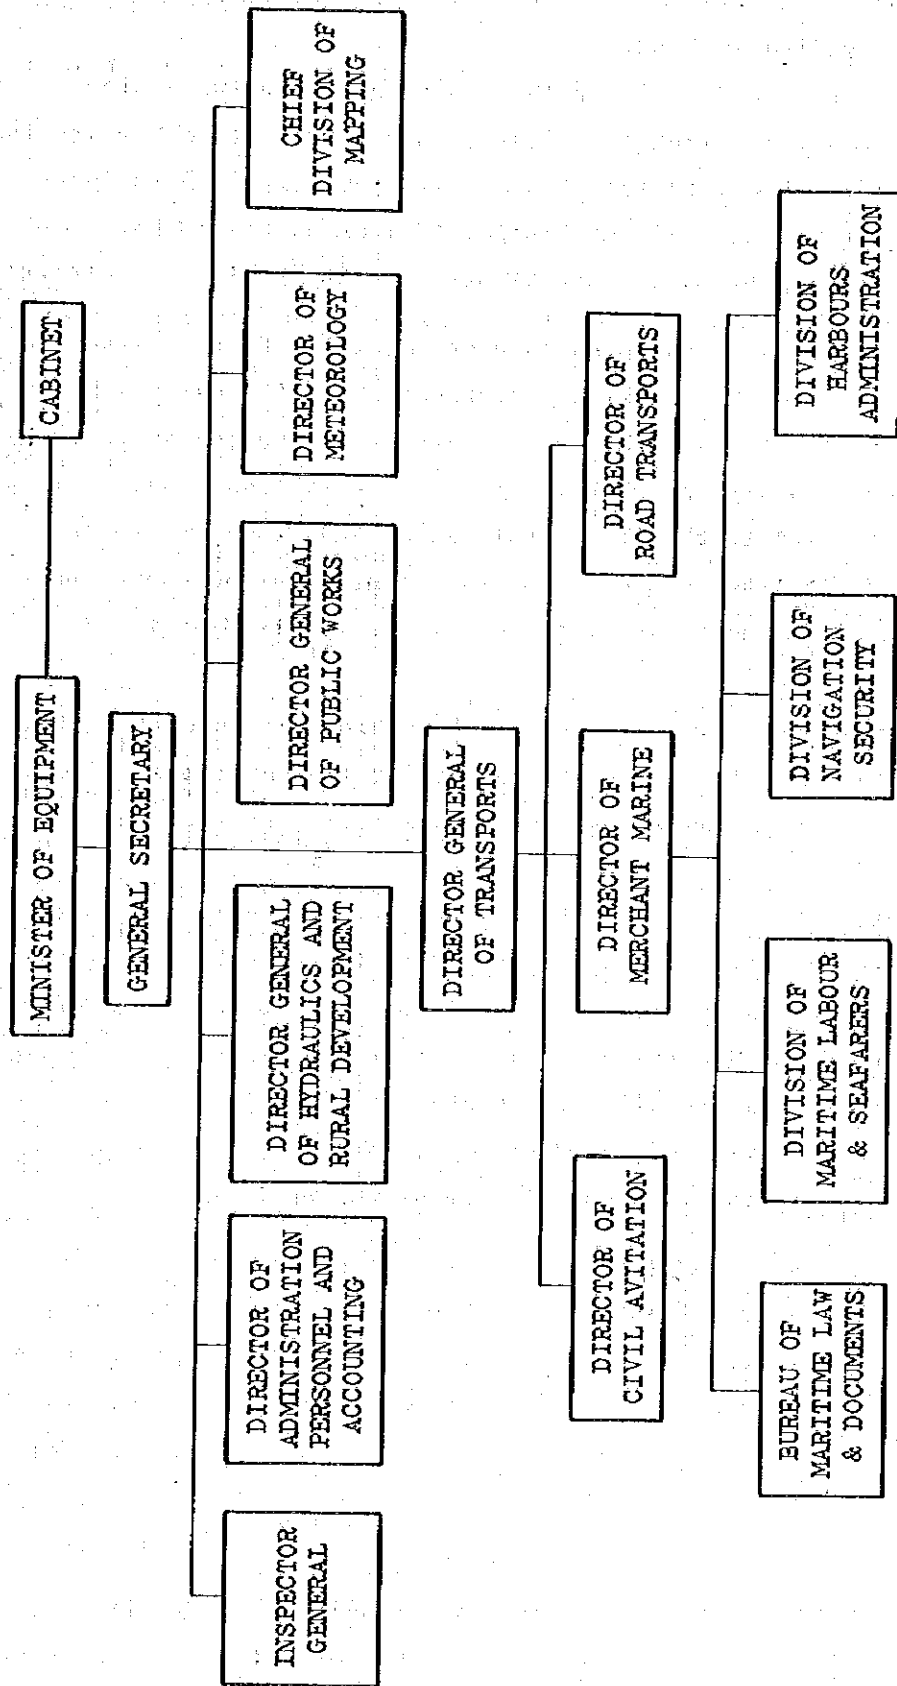 MINISTER OF EQUIPMENT
CABINET
GENERAL SECRETARY
INSPECTOR
GENERAL
DIRECTOR OF
ADMINISTRATION
PERSONNEL AND
ACCOUNTING
DIRECTOR GENERAL
OF HYDRAULICS AND
RURAL DEVELOPMENT
DIRECTOR GENERAL
OF PUBLIC WORKS
DIRECTOR OF
METEOROLOGY
CHIEF
DIVISION OF
MAPPING
DIRECTOR GENERAL
OF TRANSPORTS
DIRECTOR OF
CIVIL AVITATION
DIRECTOR OF
MERCHANT MARINE
DIRECTOR OF
ROAD TRANSPORTS
BUREAU OF
MARITIME LAW
& DOCUMENTS
DIVISION OF
MARITIME LABOUR
& SEAFARERS
DIVISION OF
NAVIGATION
SECURITY
DIVISION OF
HARBOURS
ADMINISTRATION